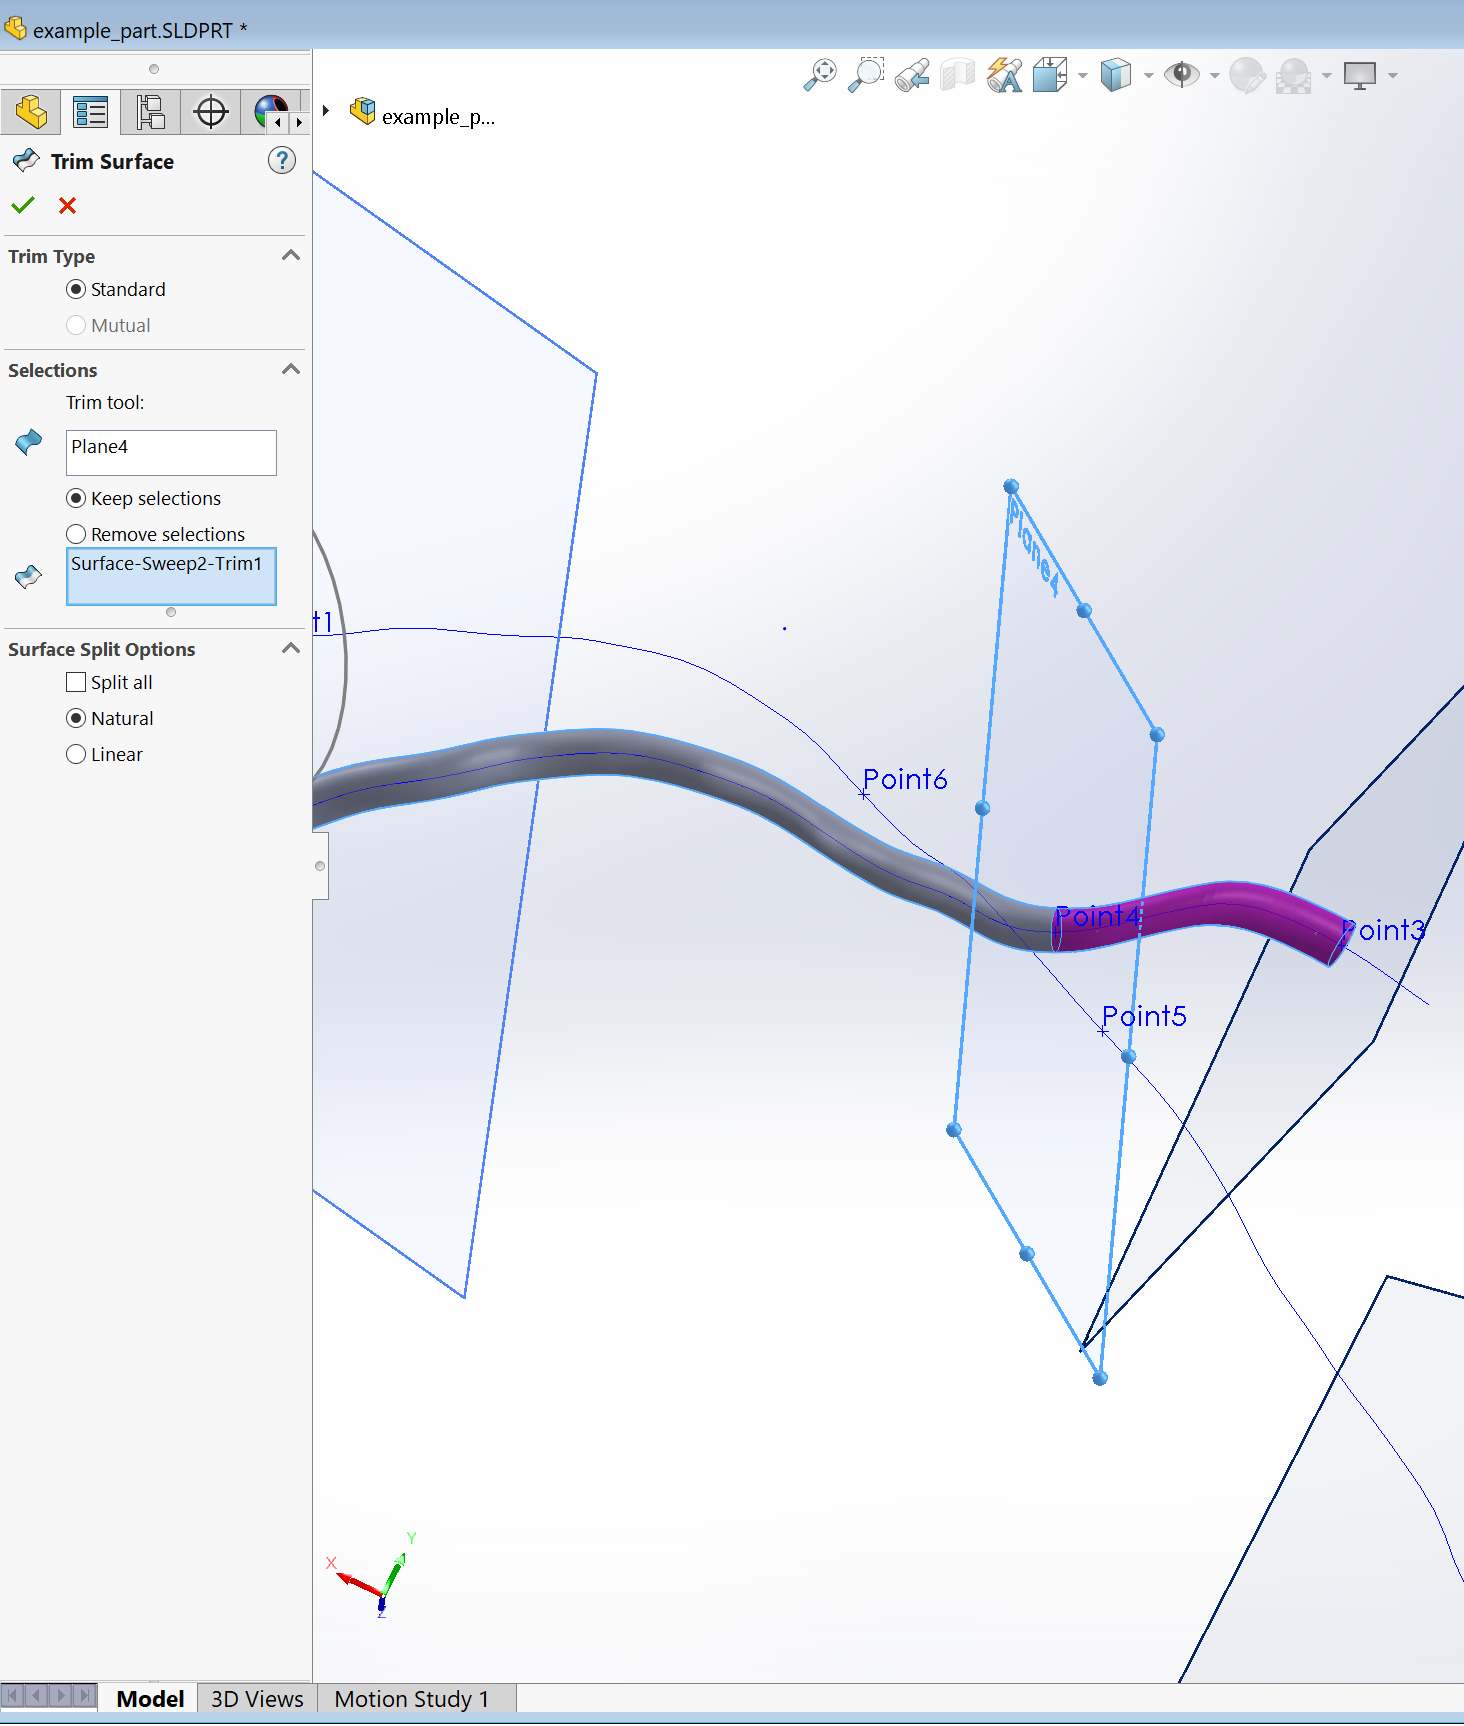 example_part.SLDPRT *
example_p...
Trim Surface
?
Trim Type
Standard
Mutual
Selections
Trim tool:
Plane4
Keep selections
Remove selections
Surface-Sweep2-Trim1
Surface Split Options
Split all
Natural
Linear
t1
Plane4
Point6
Point4
Point3
Point5
Y
X
Z
Model
3D Views
Motion Study 1